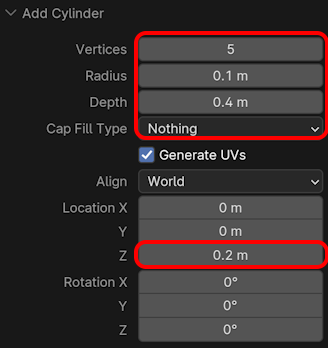 Add Cylinder
Vertices 5
Radius 0.1 m
Depth 0.4 m
Cap Fill Type Nothing
Generate UVs
Align World
Location X 0 m
Y 0 m
Z 0.2 m
Rotation X 0°
Y 0°
Z 0°